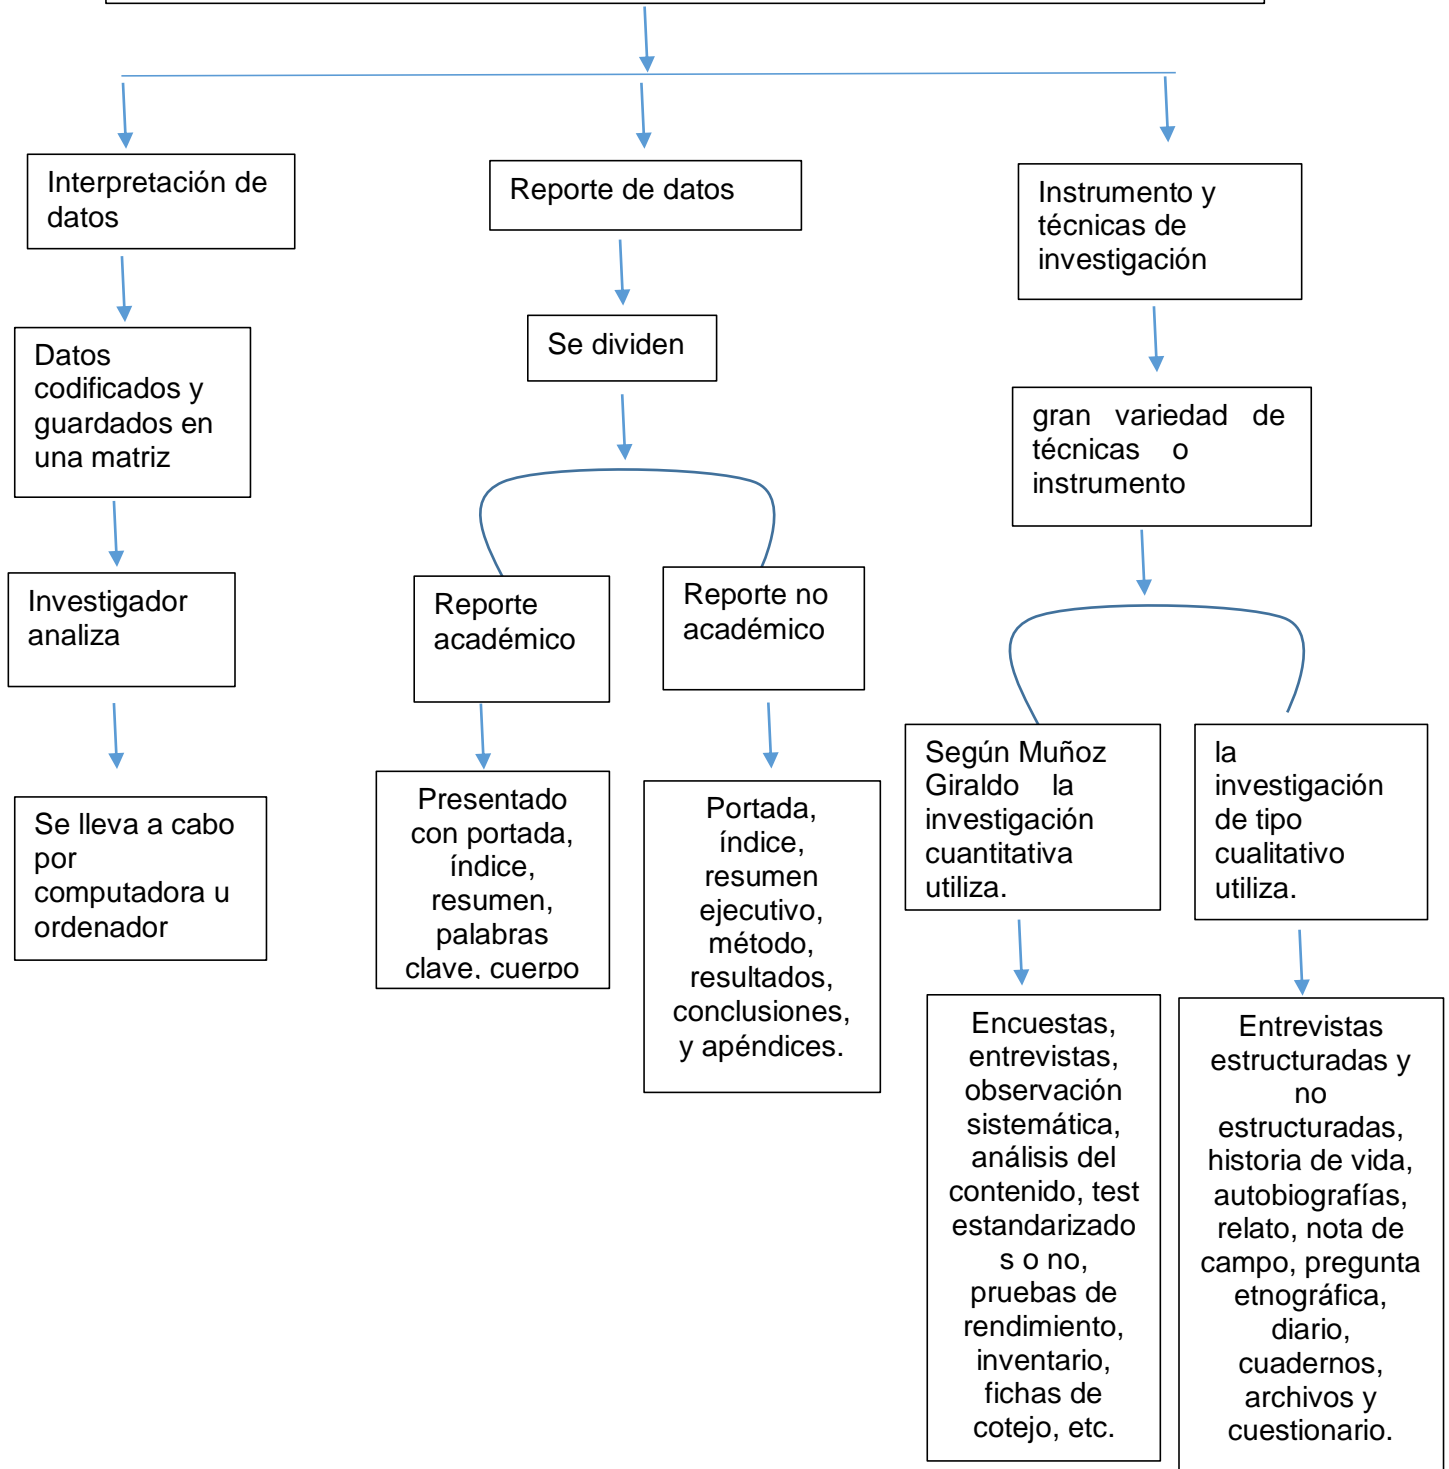 Interpretación de
datos
Reporte de datos
Instrumento y
técnicas de
investigación
Datos
codificados y
guardados en
una matriz
Se dividen
gran variedad de
técnicas o
instrumento
Investigador
analiza
Reporte
académico
Reporte no
académico
Se lleva a cabo
por
computadora u
ordenador
Presentado
con portada,
índice,
resumen,
palabras
clave, cuerpo
Portada,
índice,
resumen
ejecutivo,
método,
resultados,
conclusiones,
y apéndices.
Según Muñoz
Giraldo la
investigación
cuantitativa
utiliza.
la
investigación
de tipo
cualitativo
utiliza.
Encuestas,
entrevistas,
observación
sistemática,
análisis del
contenido, test
estandarizado
s o no,
pruebas de
rendimiento,
inventario,
fichas de
cotejo, etc.
Entrevistas
estructuradas y
no
estructuradas,
historia de vida,
autobiografías,
relato, nota de
campo, pregunta
etnográfica,
diario,
cuadernos,
archivos y
cuestionario.